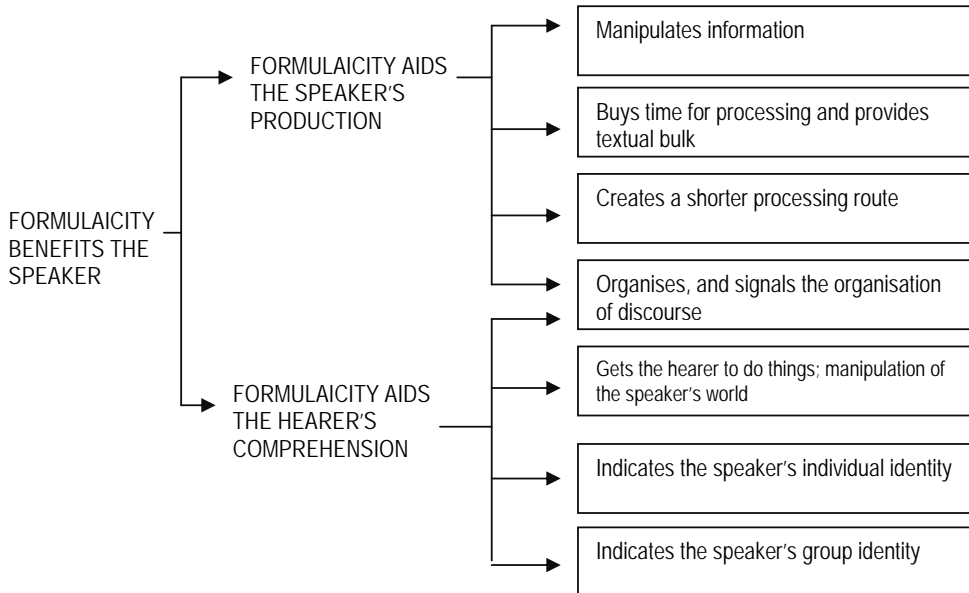 FORMULAICITY
BENEFITS THE
SPEAKER
FORMULAICITY AIDS
THE SPEAKER'S
PRODUCTION
Manipulates information
Buys time for processing and provides
textual bulk
Creates a shorter processing route
Organises, and signals the organisation
of discourse
FORMULAICITY AIDS
THE HEARER'S
COMPREHENSION
Gets the hearer to do things; manipulation of
the speaker's world
Indicates the speaker's individual identity
Indicates the speaker's group identity